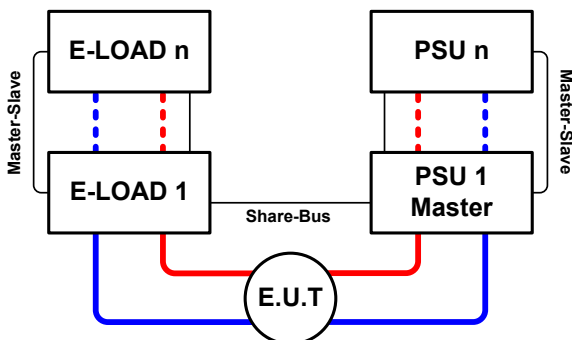 E-LOAD n
PSU n
Master-Slave
Master-Slave
E-LOAD 1
PSU 1
Master
Share-Bus
E.U.T